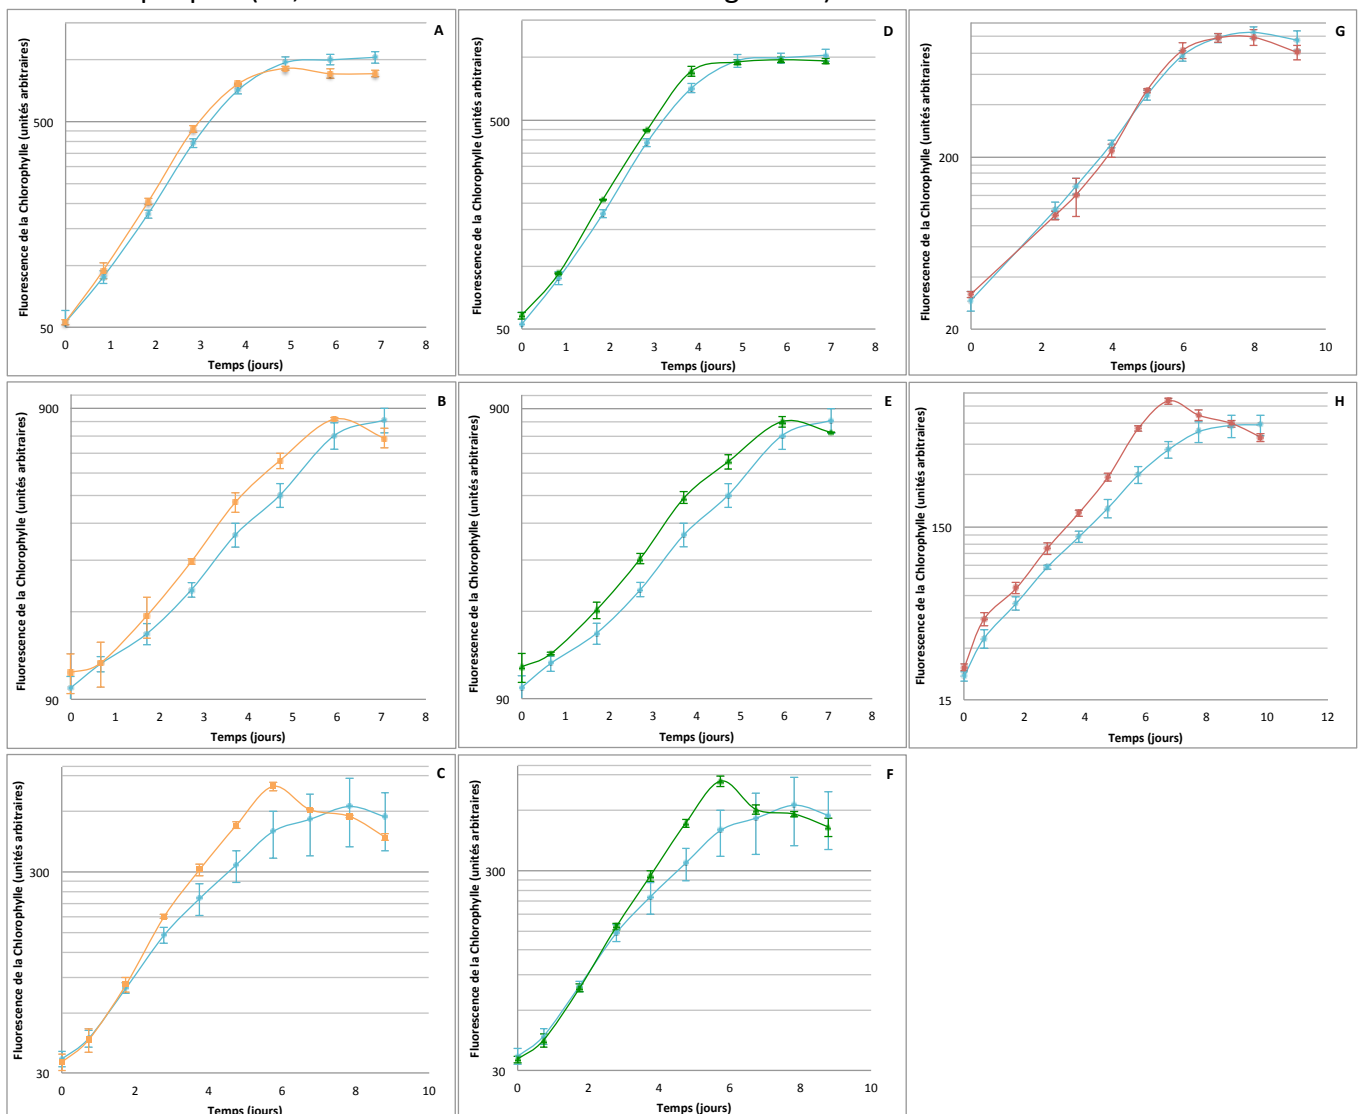 A
Fluorescence de la Chlorophylle (unités arbitraires)
500
50
0 1 2 3 4 5 6 7 8
Temps (jours)
D
Fluorescence de la Chlorophylle (unités arbitraires)
500
50
0 1 2 3 4 5 6 7 8
Temps (jours)
G
Fluorescence de la Chlorophylle (unités arbitraires)
200
20
0 2 4 6 8 10
Temps (jours)
B
Fluorescence de la Chlorophylle (unités arbitraires)
900
90
0 1 2 3 4 5 6 7 8
Temps (jours)
E
Fluorescence de la Chlorophylle (unités arbitraires)
900
90
0 1 2 3 4 5 6 7 8
Temps (jours)
H
Fluorescence de la Chlorophylle (unités arbitraires)
150
15
0 2 4 6 8 10 12
Temps (jours)
C
Fluorescence de la Chlorophylle (unités arbitraires)
300
30
0 2 4 6 8 10
Temps (jours)
F
Fluorescence de la Chlorophylle (unités arbitraires)
300
30
0 2 4 6 8 10
Temps (jours)